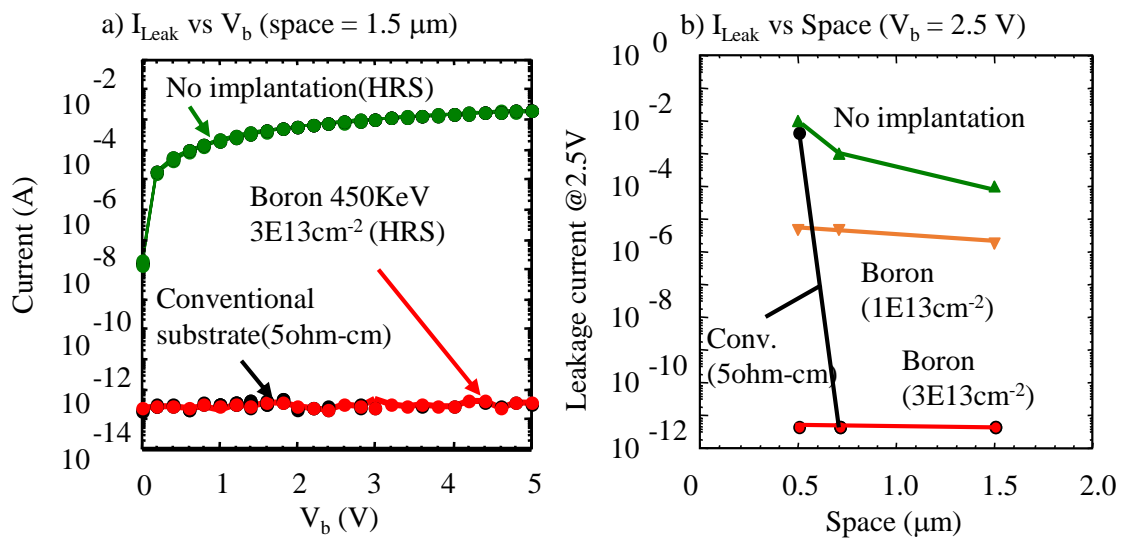 a) I_Leak vs V_b (space = 1.5 μm)
10 -2
10 -4
10 -6
10 -8
10 -10
10 -12
10 -14
10
Current (A)
No implantation(HRS)
Boron 450KeV
3E13cm-2 (HRS)
Conventional
substrate(5ohm-cm)
0 1 2 3 4 5
V_b (V)
b) I_Leak vs Space (V_b = 2.5 V)
10 0
10 -2
10 -4
10 -6
10 -8
10 -10
10 -12
Leakage current @2.5V
No implantation
Boron
(1E13cm-2)
Conv.
(5ohm-cm)
Boron
(3E13cm-2)
0 0.5 1.0 1.5 2.0
Space (μm)